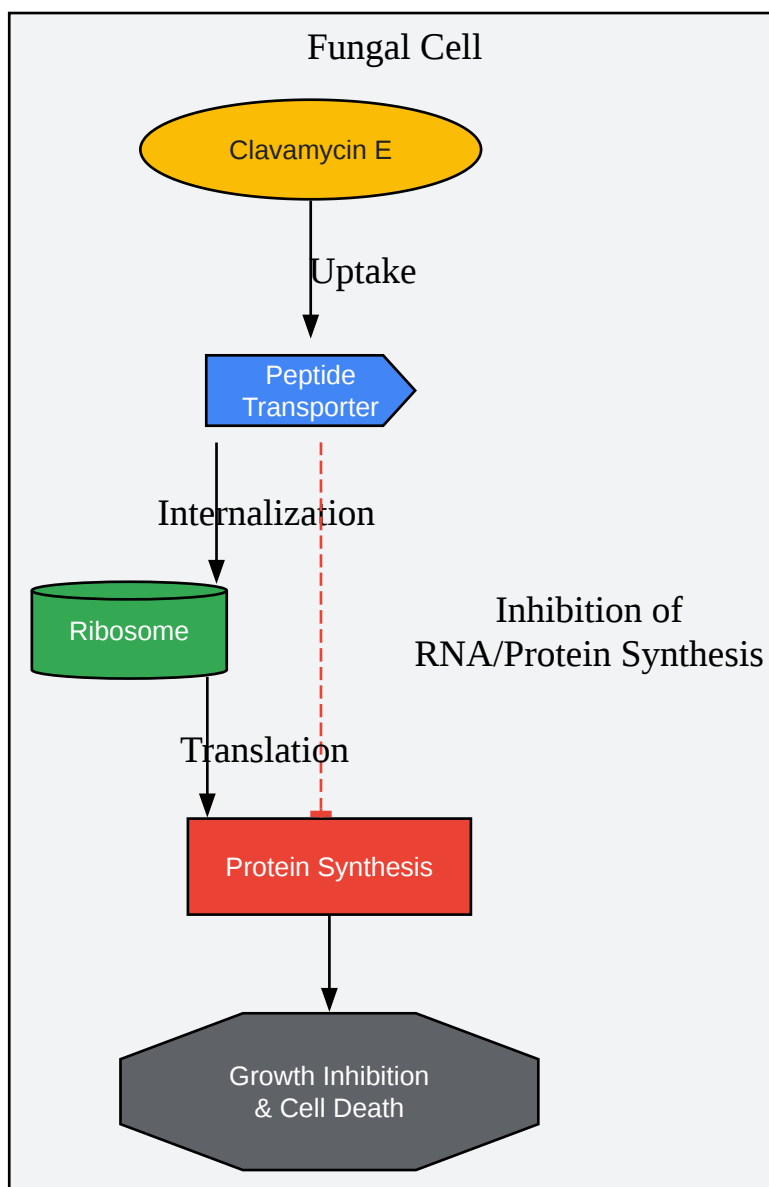 Fungal Cell
Clavamycin E
Uptake
Peptide
Transporter
Internalization
Ribosome
Inhibition of
RNA/Protein Synthesis
Translation
Protein Synthesis
Growth Inhibition
& Cell Death